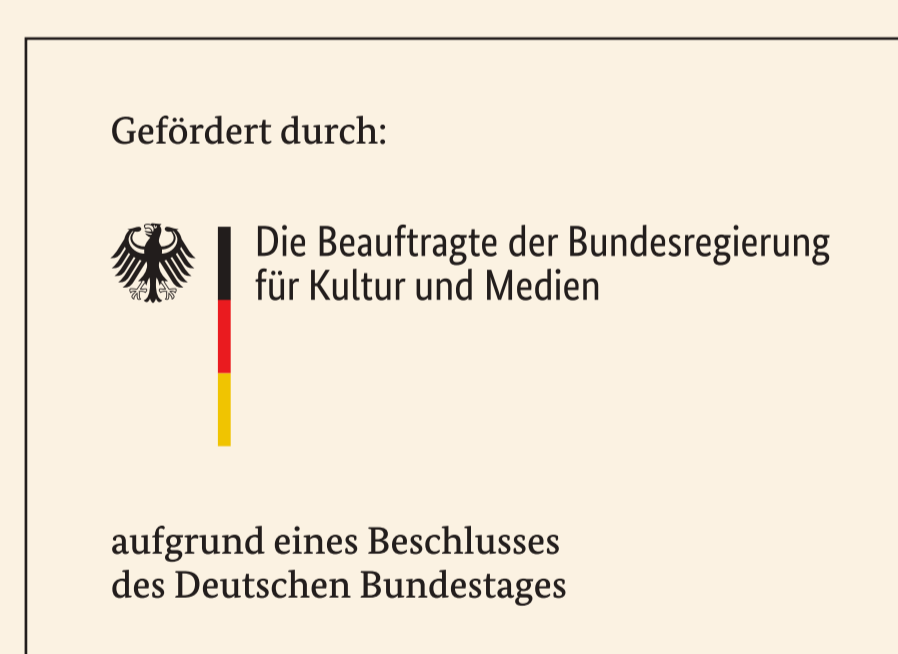 Gefördert durch:
Die Beauftragte der Bundesregierung
für Kultur und Medien
aufgrund eines Beschlusses
des Deutschen Bundestages